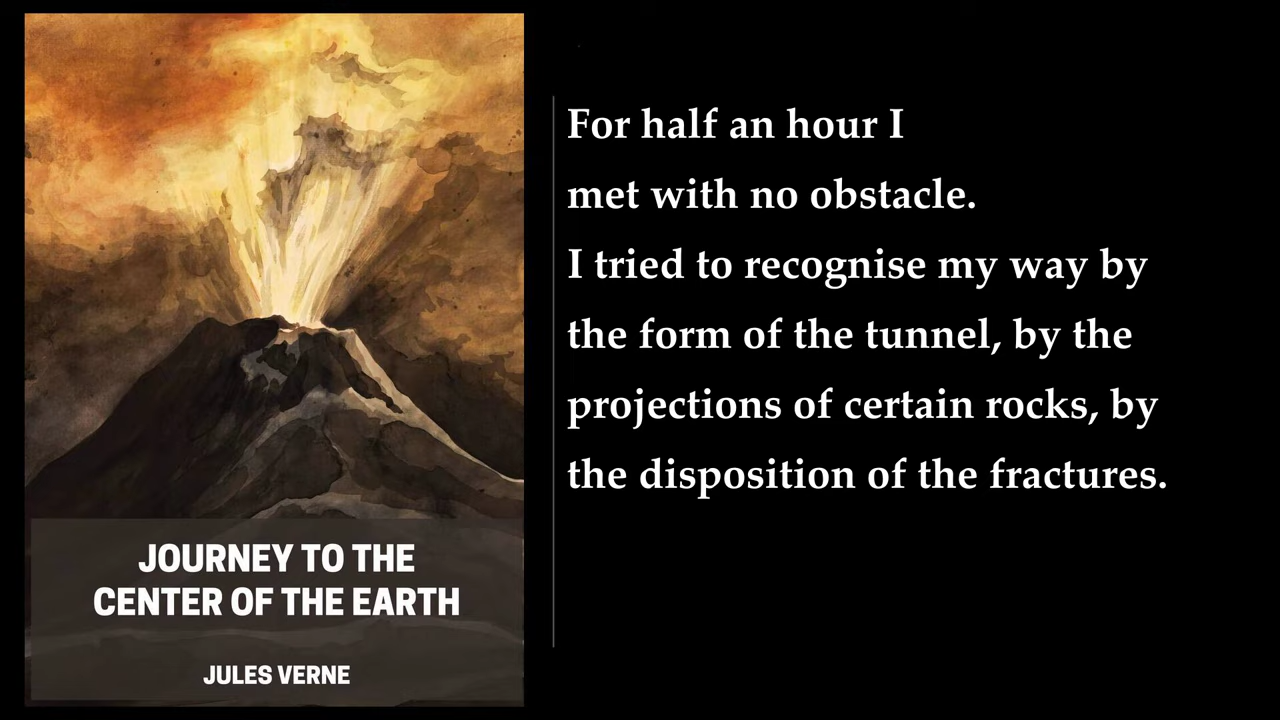 For half an hour I
met with no obstacle.
I tried to recognise my way by
the form of the tunnel, by the
projections of certain rocks, by
the disposition of the fractures.
JOURNEY TO THE
CENTER OF THE EARTH
JULES VERNE